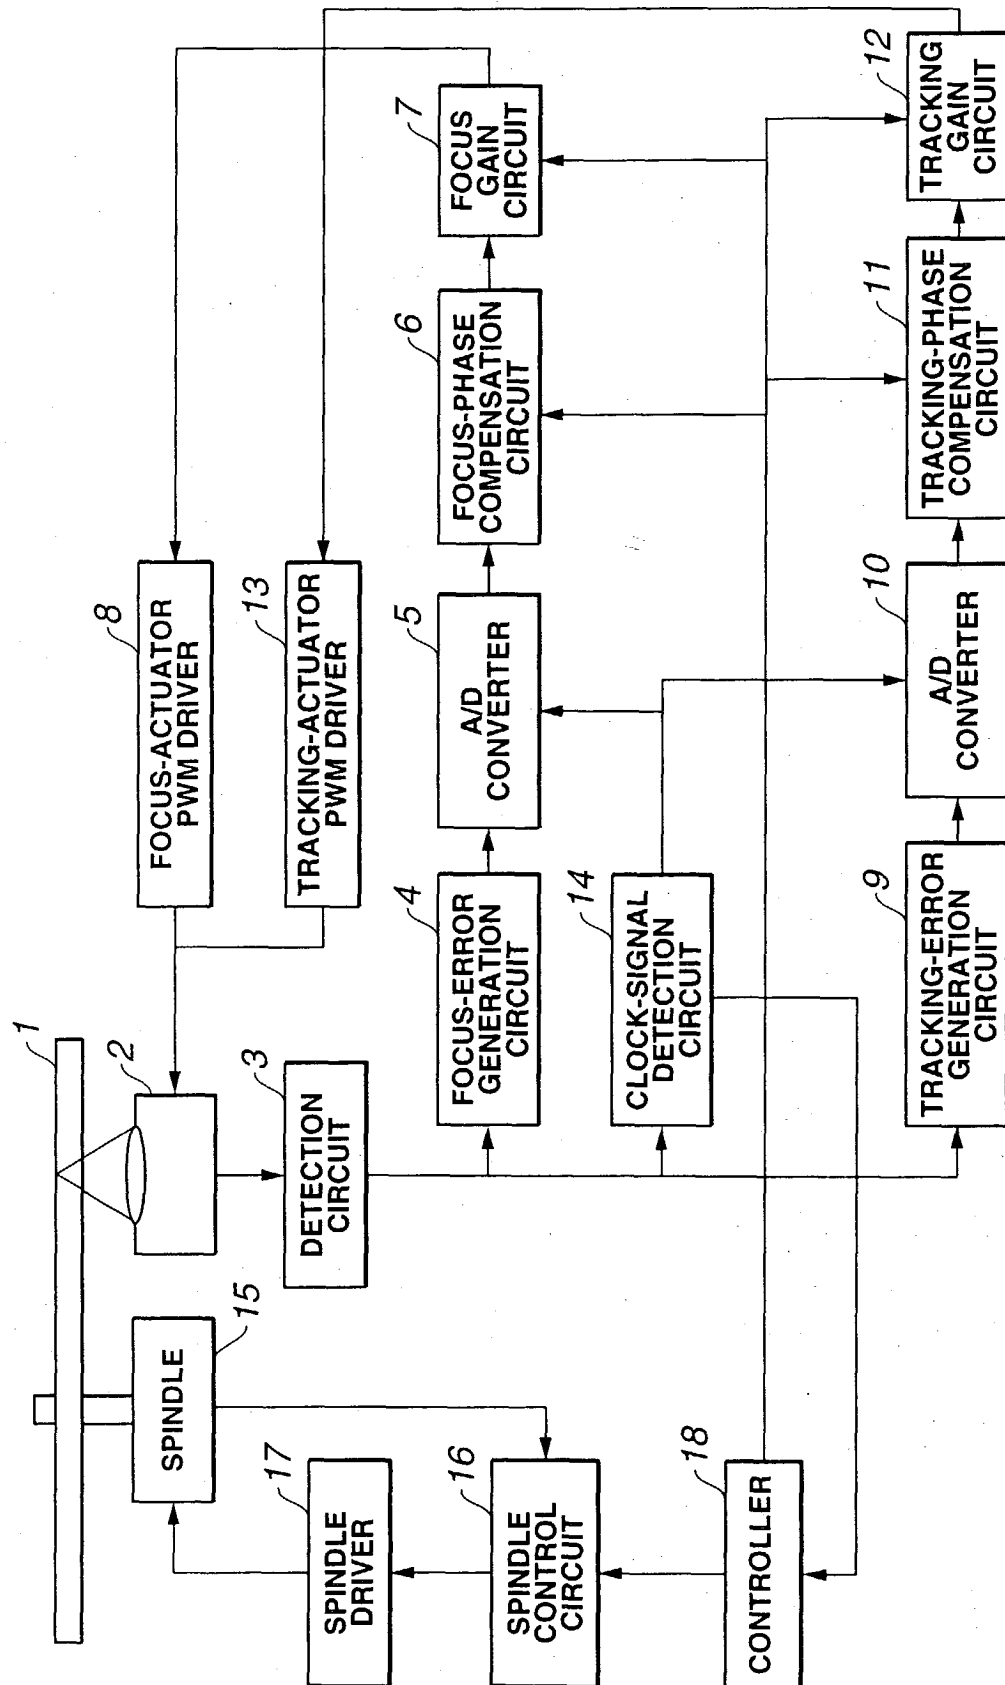 1
2
SPINDLE
15
FOCUS-ACTUATOR
PWM DRIVER
8
TRACKING-ACTUATOR
PWM DRIVER
13
DETECTION
CIRCUIT
3
SPINDLE
DRIVER
17
FOCUS-ERROR
GENERATION
CIRCUIT
4
A/D
CONVERTER
5
FOCUS-PHASE
COMPENSATION
CIRCUIT
6
FOCUS
GAIN
CIRCUIT
7
SPINDLE
CONTROL
CIRCUIT
16
CLOCK-SIGNAL
DETECTION
CIRCUIT
14
CONTROLLER
18
TRACKING-ERROR
GENERATION
CIRCUIT
9
A/D
CONVERTER
10
TRACKING-PHASE
COMPENSATION
CIRCUIT
11
TRACKING
GAIN
CIRCUIT
12